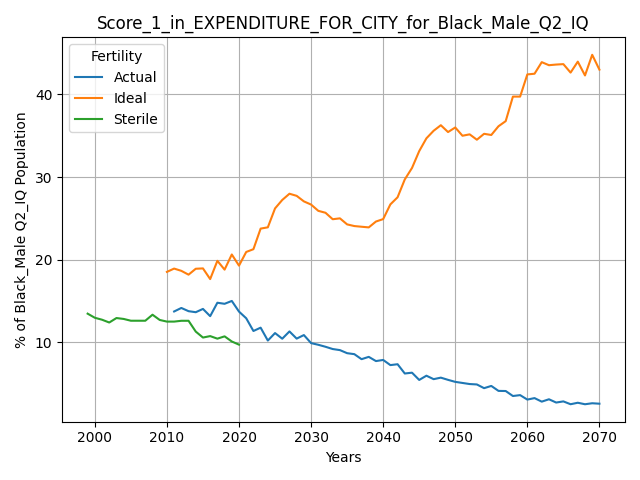 Score_1_in_EXPENDITURE_FOR_CITY_for_Black_Male_Q2_IQ
Fertility
Actual
Ideal
Sterile
% of Black_Male Q2_IQ Population
40
30
20
10
2000 2010 2020 2030 2040 2050 2060 2070
Years